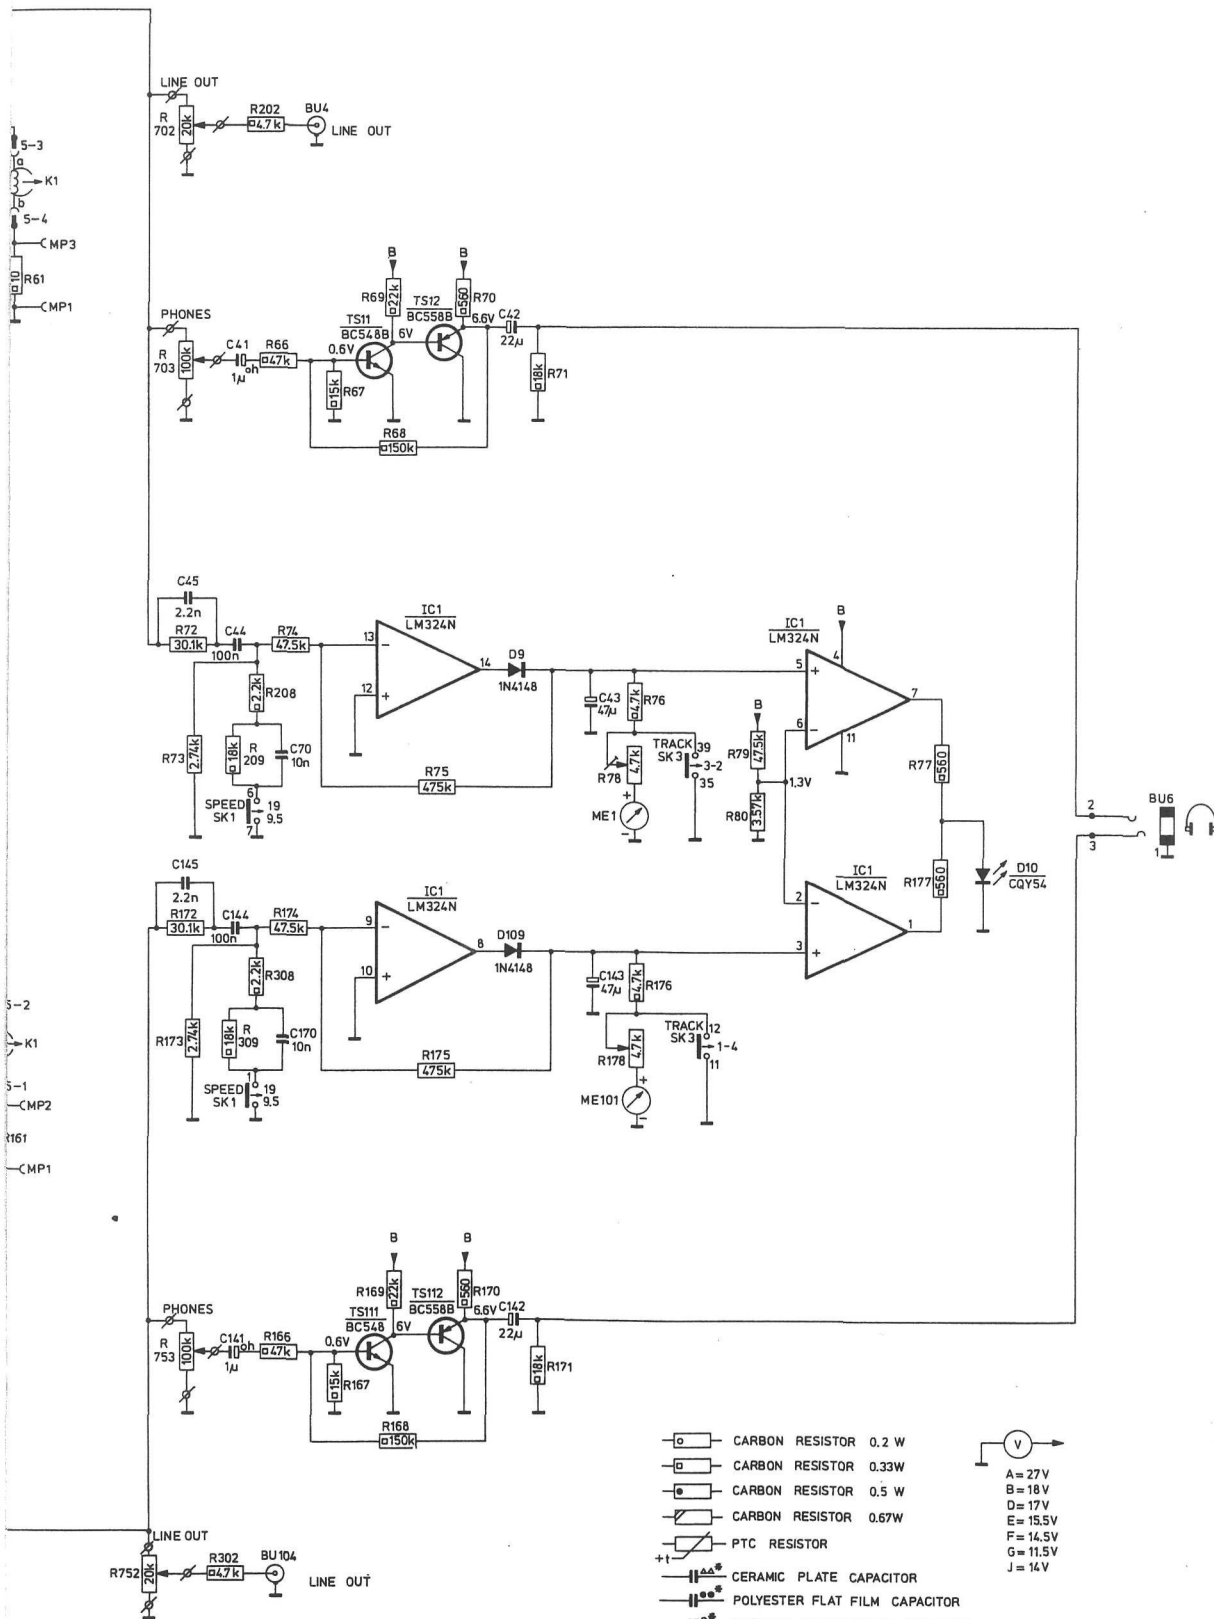 LINE OUT
R 702
20k
R202
4.7k
BU4
LINE OUT
5-3
a
K1
b
5-4
MP3
R61
10
MP1
B
B
R69
22k
TS12
BC558B
560
R70
6.6V
C42
22µ
TS11
BC548B
6V
PHONES
R 703
100k
C41
1µ
oh
R66
47k
0.6V
15k
R67
18k
R71
R68
150k
C45
2.2n
R72
30.1k
C44
100n
R74
47.5k
IC1
LM324N
13
12
14
D9
1N4148
IC1
LM324N
B
4
5
6
7
11
2.2k
R208
R73
2.74k
18k
R 209
C70
10n
6
SPEED SK1
19
9.5
7
R75
475k
C43
47µ
4.7k
R76
R78
4.7k
TRACK SK3
39
3-2
35
ME1
+
-
B
R79
47.5k
1.3V
R80
3.57k
R77
560
2
3
BU6
1
D10
CQY54
R177
560
C145
2.2n
R172
30.1k
C144
100n
R174
47.5k
IC1
LM324N
9
10
8
D109
1N4148
IC1
LM324N
2
3
1
2.2k
R308
R173
2.74k
18k
R 309
C170
10n
1
SPEED SK1
19
9.5
R175
475k
C143
47µ
4.7k
R176
R178
4.7k
TRACK SK3
12
1-4
11
ME101
+
-
5-2
K1
5-1
MP2
R161
MP1
B
B
R169
22k
TS112
BC558B
560
R170
6.6V
C142
22µ
TS111
BC548
6V
PHONES
R 753
100k
C141
1µ
oh
R166
47k
0.6V
15k
R167
18k
R171
R168
150k
LINE OUT
R752
20k
R302
4.7k
BU104
LINE OUT
CARBON RESISTOR 0.2 W
CARBON RESISTOR 0.33W
CARBON RESISTOR 0.5 W
CARBON RESISTOR 0.67W
+t
PTC RESISTOR
CERAMIC PLATE CAPACITOR
POLYESTER FLAT FILM CAPACITOR
V
A = 27V
B = 18V
D = 17V
E = 15.5V
F = 14.5V
G = 11.5V
J = 14V